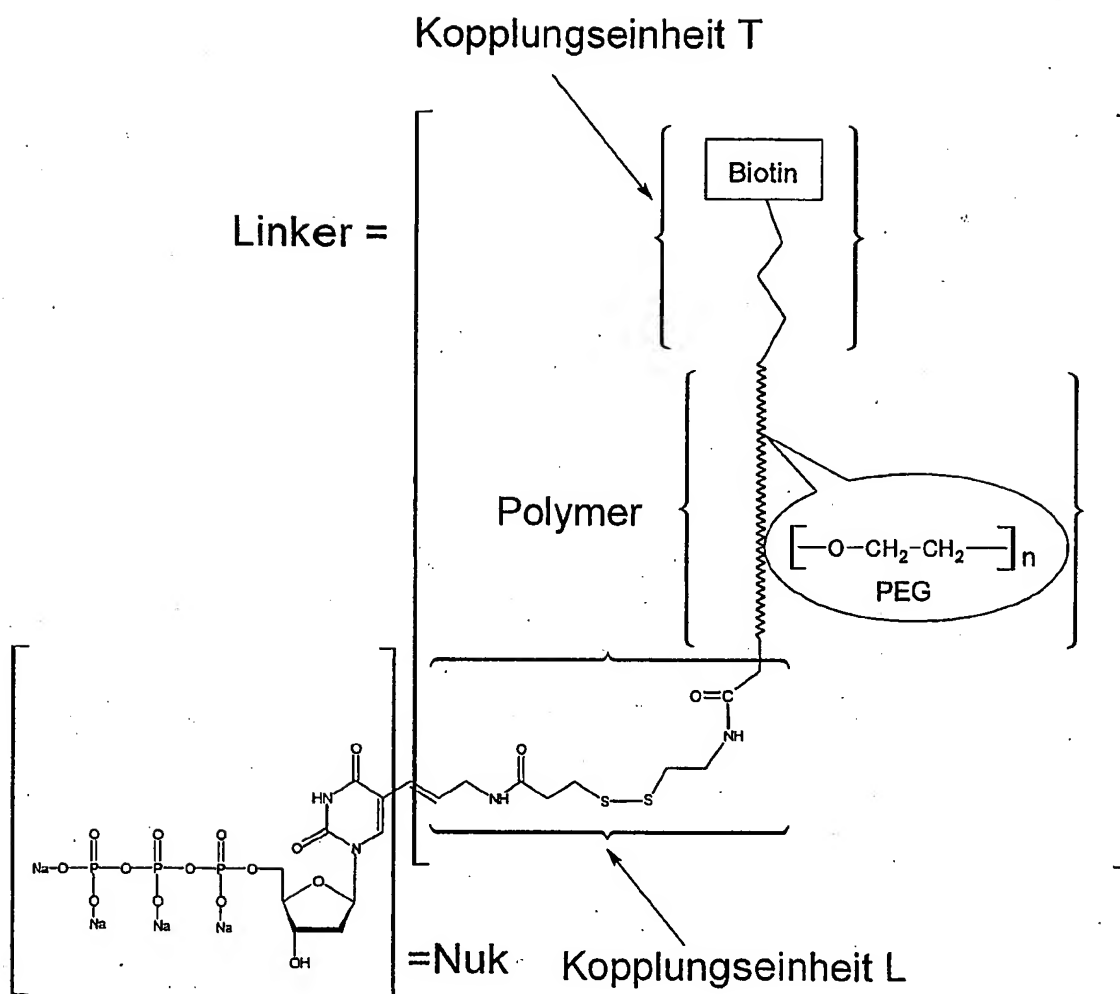 Kopplungseinheit T
Biotin
Linker =
Polymer
[—O—CH₂-CH₂—]n
PEG
O=C
NH
O
O
HN
NH
S—S
O
N
O O O
Na—O—P—O—P—O—P—O
O
O O O
Na Na Na
OH
=Nuk
Kopplungseinheit L